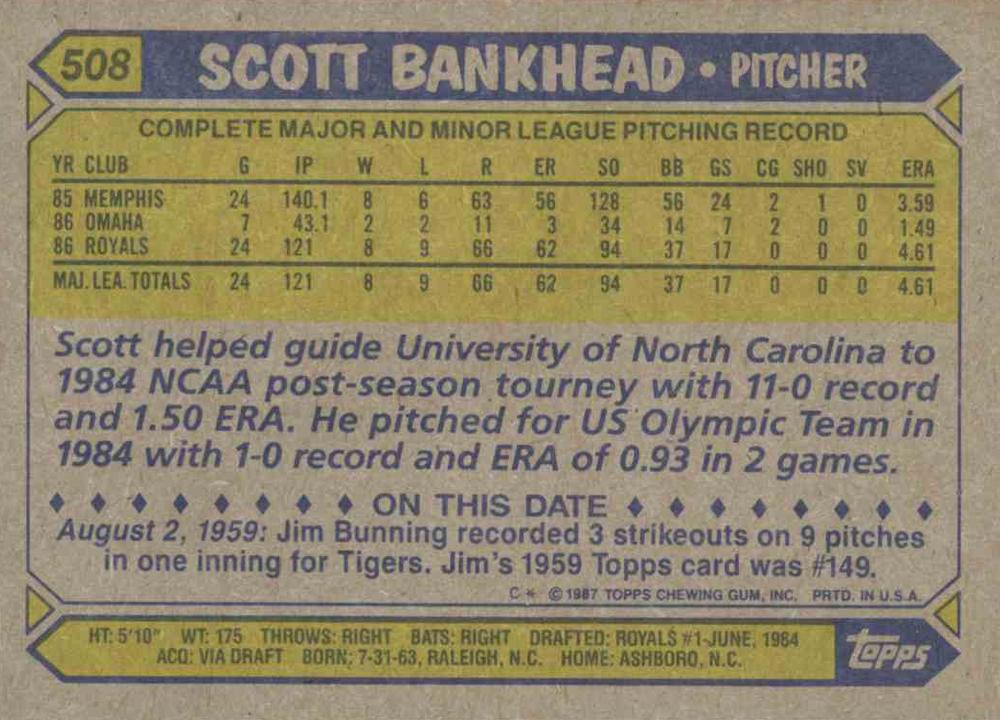 508 SCOTT BANKHEAD • PITCHER
COMPLETE MAJOR AND MINOR LEAGUE PITCHING RECORD
YR CLUB G IP W L R ER SO BB GS CG SHO SV ERA
85 MEMPHIS 24 140.1 8 6 63 56 128 56 24 2 1 0 3.59
86 OMAHA 7 43.1 2 2 11 3 34 14 7 2 0 0 1.49
86 ROYALS 24 121 8 9 66 62 94 37 17 0 0 0 4.61
MAJ. LEA. TOTALS 24 121 8 9 66 62 94 37 17 0 0 0 4.61
Scott helped guide University of North Carolina to
1984 NCAA post-season tourney with 11-0 record
and 1.50 ERA. He pitched for US Olympic Team in
1984 with 1-0 record and ERA of 0.93 in 2 games.
♦ ♦ ♦ ♦ ♦ ♦ ♦ ♦ ON THIS DATE ♦ ♦ ♦ ♦ ♦ ♦ ♦ ♦
August 2, 1959: Jim Bunning recorded 3 strikeouts on 9 pitches
in one inning for Tigers. Jim's 1959 Topps card was #149.
C* © 1987 TOPPS CHEWING GUM, INC. PRTD. IN U.S.A.
HT: 5'10" WT: 175 THROWS: RIGHT BATS: RIGHT DRAFTED: ROYALS #1-JUNE, 1984
ACQ: VIA DRAFT BORN: 7-31-63, RALEIGH, N.C. HOME: ASHBORO, N.C.
topps